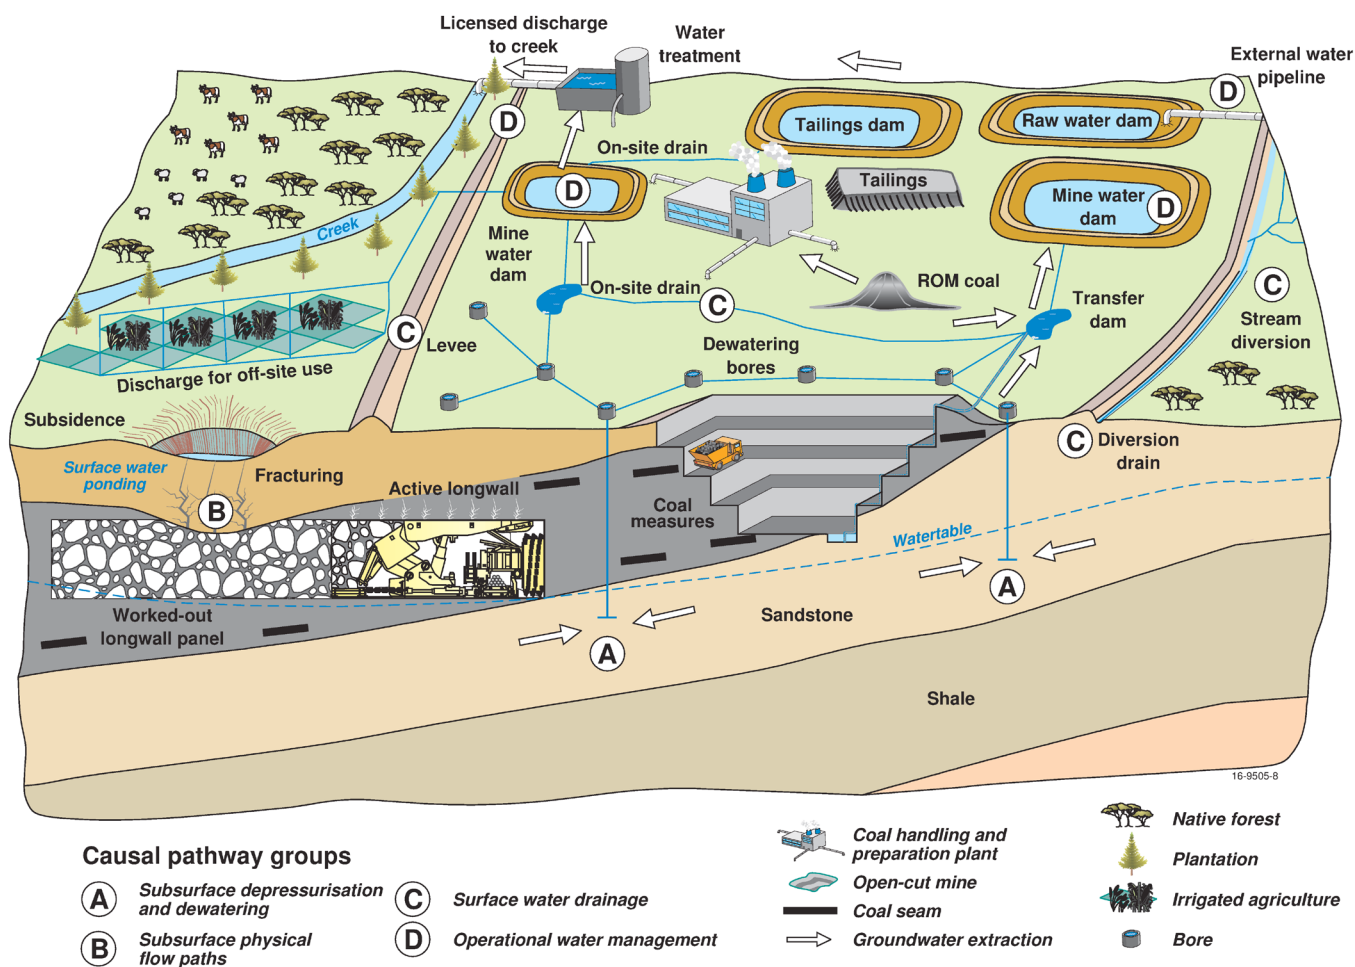 Licensed discharge
to creek
Water
treatment
External water
pipeline
D
D
Tailings dam
Raw water dam
On-site drain
D
Tailings
Mine water
dam
D
Creek
Mine
water
dam
On-site drain
C
ROM coal
Transfer
dam
C
Stream
diversion
C
Levee
Dewatering
bores
Discharge for off-site use
Subsidence
C
Diversion
drain
Surface water
ponding
Fracturing
Active longwall
B
Coal
measures
Watertable
A
Worked-out
longwall panel
Sandstone
A
Shale
16-9505-8
Causal pathway groups
A
Subsurface depressurisation
and dewatering
B
Subsurface physical
flow paths
C
Surface water drainage
D
Operational water management
Coal handling and
preparation plant
Open-cut mine
Coal seam
Groundwater extraction
Native forest
Plantation
Irrigated agriculture
Bore